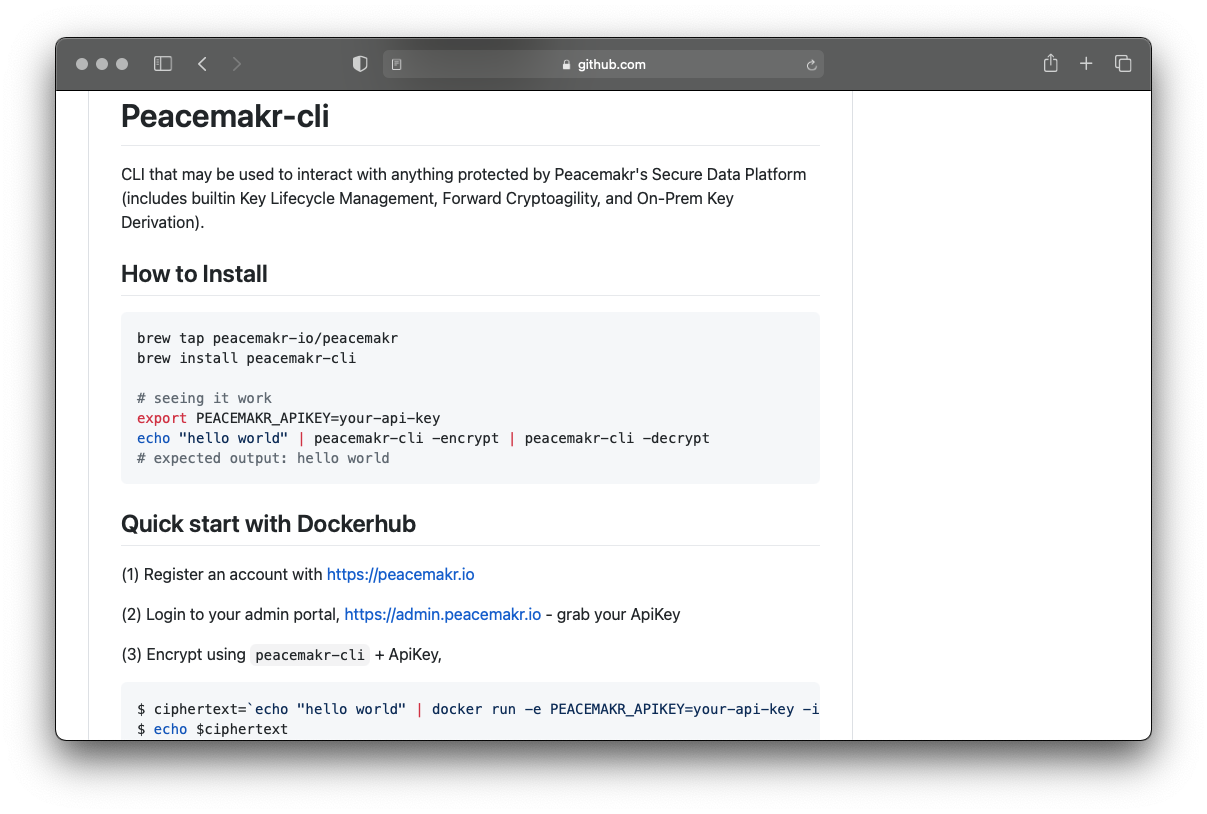 github.com
Peacemakr-cli
CLI that may be used to interact with anything protected by Peacemakr's Secure Data Platform
(includes builtin Key Lifecycle Management, Forward Cryptoagility, and On-Prem Key
Derivation).
How to Install
brew tap peacemakr-io/peacemakr
brew install peacemakr-cli
# seeing it work
export PEACEMAKR_APIKEY=your-api-key
echo "hello world" | peacemakr-cli -encrypt | peacemakr-cli -decrypt
# expected output: hello world
Quick start with Dockerhub
(1) Register an account with https://peacemakr.io
(2) Login to your admin portal, https://admin.peacemakr.io - grab your ApiKey
(3) Encrypt using peacemakr-cli + ApiKey,
$ ciphertext=`echo "hello world" | docker run -e PEACEMAKR_APIKEY=your-api-key -i
$ echo $ciphertext